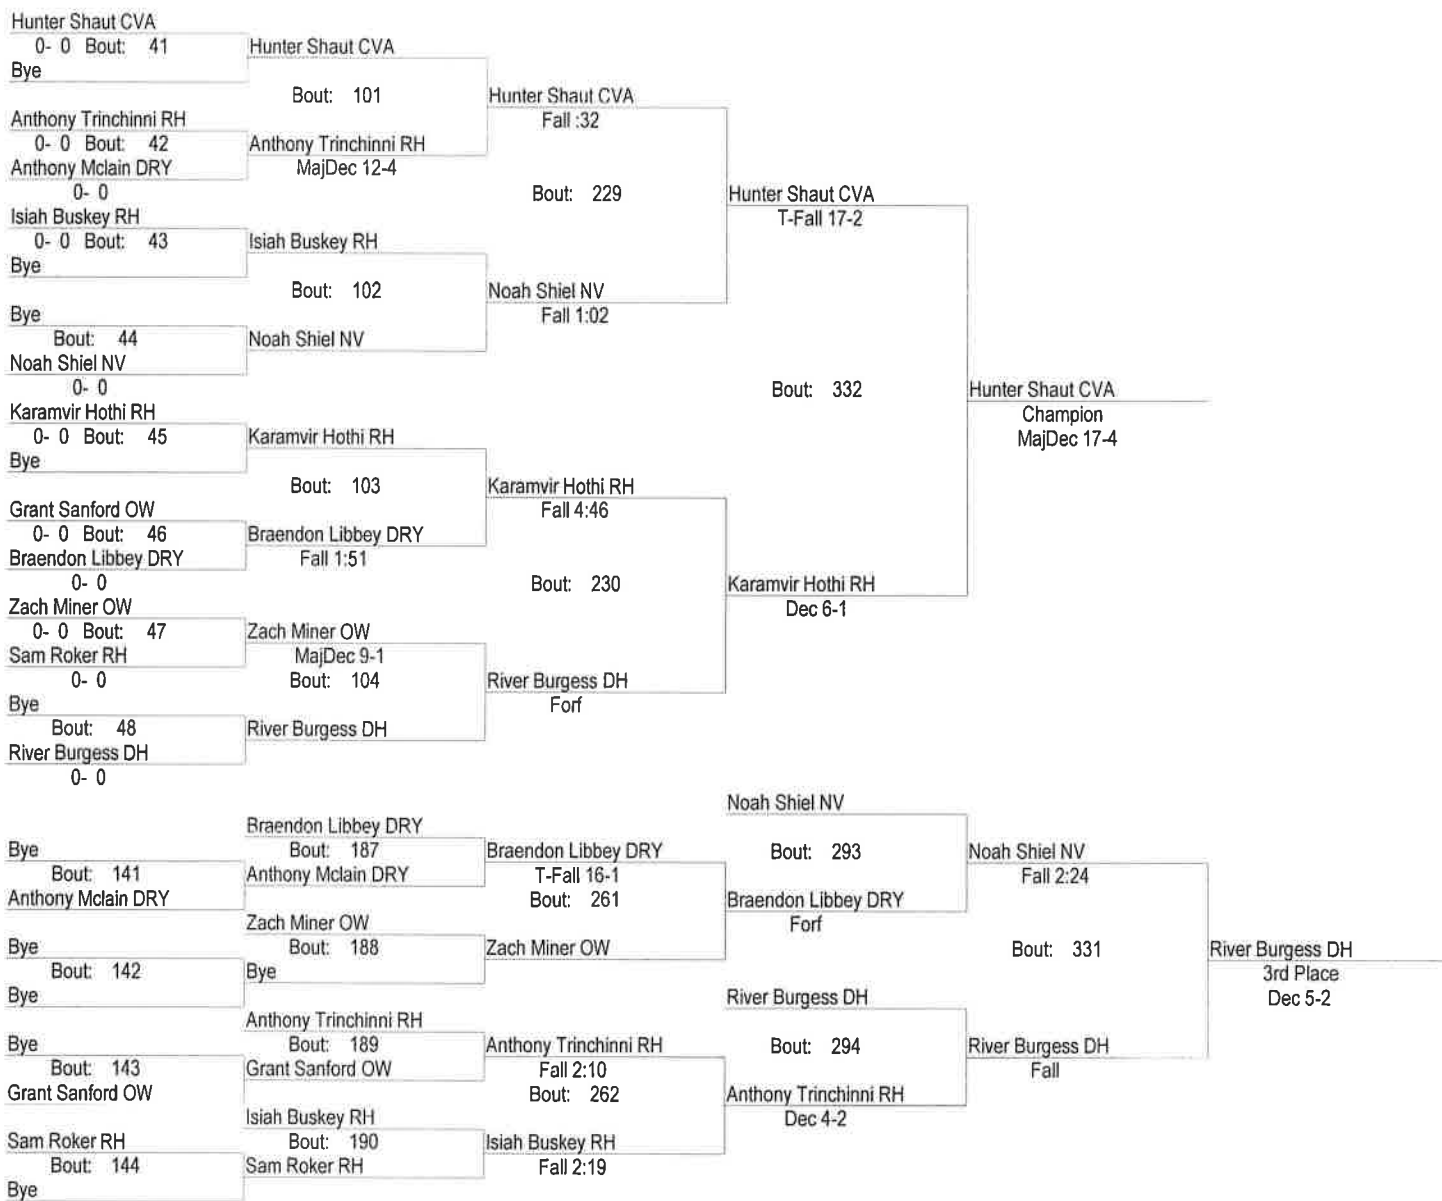 Hunter Shaut CVA
0- 0 Bout: 41
Bye
Hunter Shaut CVA
Bout: 101
Anthony Trinchinni RH
0- 0 Bout: 42
Anthony Mclain DRY
0- 0
Anthony Trinchinni RH
MajDec 12-4
Hunter Shaut CVA
Fall :32
Bout: 229
Isiah Buskey RH
0- 0 Bout: 43
Bye
Isiah Buskey RH
Bout: 102
Bye
Bout: 44
Noah Shiel NV
0- 0
Noah Shiel NV
Noah Shiel NV
Fall 1:02
Hunter Shaut CVA
T-Fall 17-2
Bout: 332
Karamvir Hothi RH
0- 0 Bout: 45
Bye
Karamvir Hothi RH
Bout: 103
Grant Sanford OW
0- 0 Bout: 46
Braendon Libbey DRY
0- 0
Braendon Libbey DRY
Fall 1:51
Karamvir Hothi RH
Fall 4:46
Bout: 230
Zach Miner OW
0- 0 Bout: 47
Sam Roker RH
0- 0
Zach Miner OW
MajDec 9-1
Bout: 104
Bye
Bout: 48
River Burgess DH
0- 0
River Burgess DH
River Burgess DH
Forf
Karamvir Hothi RH
Dec 6-1
Hunter Shaut CVA
Champion
MajDec 17-4
Bye
Bout: 141
Anthony Mclain DRY
Braendon Libbey DRY
Bout: 187
Anthony Mclain DRY
Braendon Libbey DRY
T-Fall 16-1
Bout: 261
Bye
Bout: 142
Bye
Zach Miner OW
Bout: 188
Bye
Zach Miner OW
Noah Shiel NV
Bout: 293
Braendon Libbey DRY
Forf
Noah Shiel NV
Fall 2:24
Bout: 331
Bye
Bout: 143
Grant Sanford OW
Anthony Trinchinni RH
Bout: 189
Grant Sanford OW
Anthony Trinchinni RH
Fall 2:10
Bout: 262
Sam Roker RH
Bout: 144
Bye
Isiah Buskey RH
Bout: 190
Sam Roker RH
Isiah Buskey RH
Fall 2:19
River Burgess DH
Bout: 294
Anthony Trinchinni RH
Dec 4-2
River Burgess DH
Fall
River Burgess DH
3rd Place
Dec 5-2